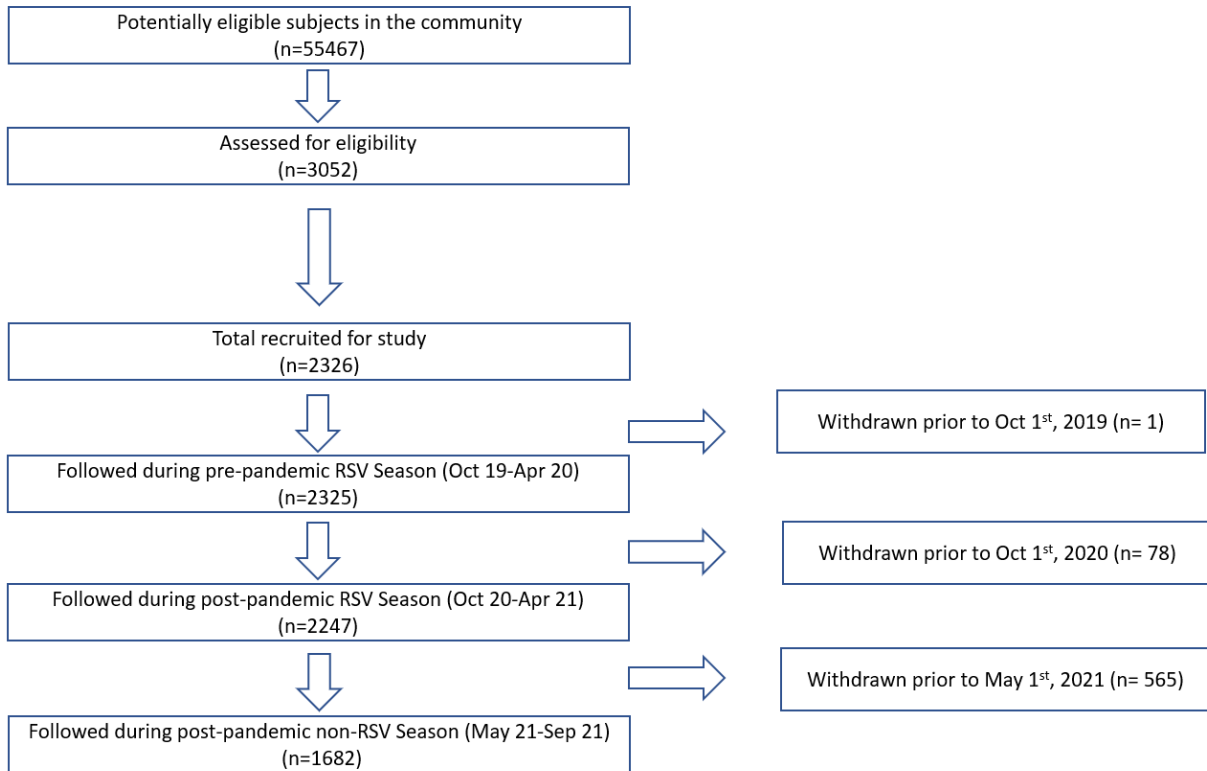 Potentially eligible subjects in the community
(n=55467)
Assessed for eligibility
(n=3052)
Total recruited for study
(n=2326)
Withdrawn prior to Oct 1st, 2019 (n= 1)
Followed during pre-pandemic RSV Season (Oct 19-Apr 20)
(n=2325)
Withdrawn prior to Oct 1st, 2020 (n= 78)
Followed during post-pandemic RSV Season (Oct 20-Apr 21)
(n=2247)
Withdrawn prior to May 1st, 2021 (n= 565)
Followed during post-pandemic non-RSV Season (May 21-Sep 21)
(n=1682)